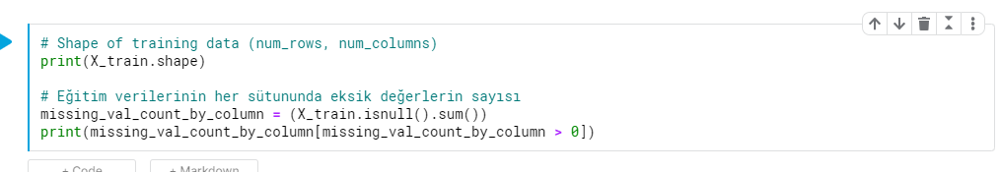 # Shape of training data (num_rows, num_columns)
print(X_train.shape)
# Eğitim verilerinin her sütununda eksik değerlerin sayısı
missing_val_count_by_column = (X_train.isnull().sum())
print(missing_val_count_by_column[missing_val_count_by_column > 0])
+ Code + Markdown